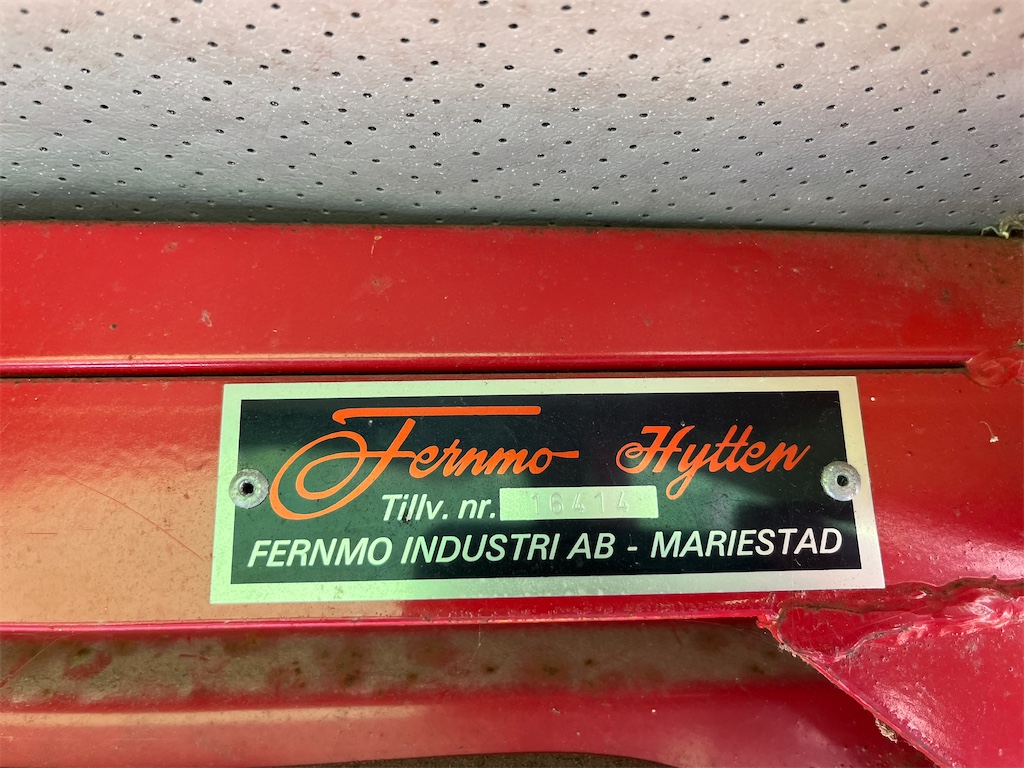 Fernmo Hytten
Tillv. nr. 16414
FERNMO INDUSTRI AB - MARIESTAD